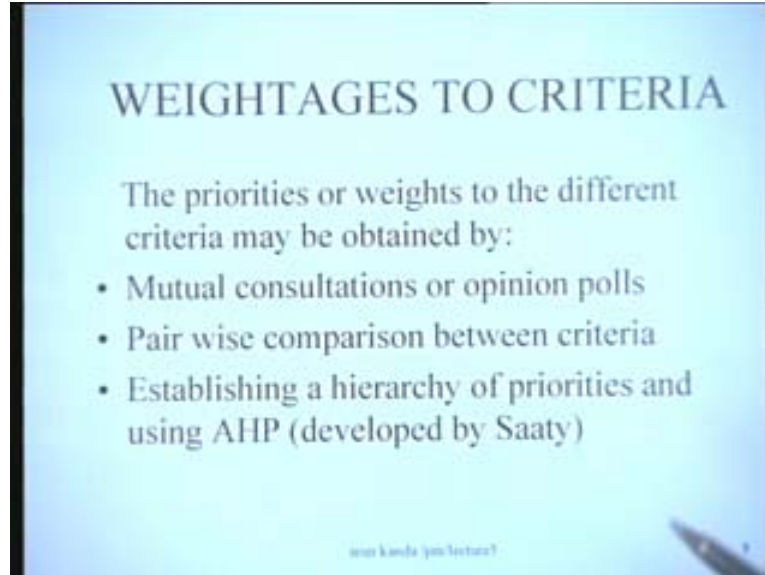 WEIGHTAGES TO CRITERIA
The priorities or weights to the different
criteria may be obtained by:
• Mutual consultations or opinion polls
• Pair wise comparison between criteria
• Establishing a hierarchy of priorities and
using AHP (developed by Saaty)
kanda